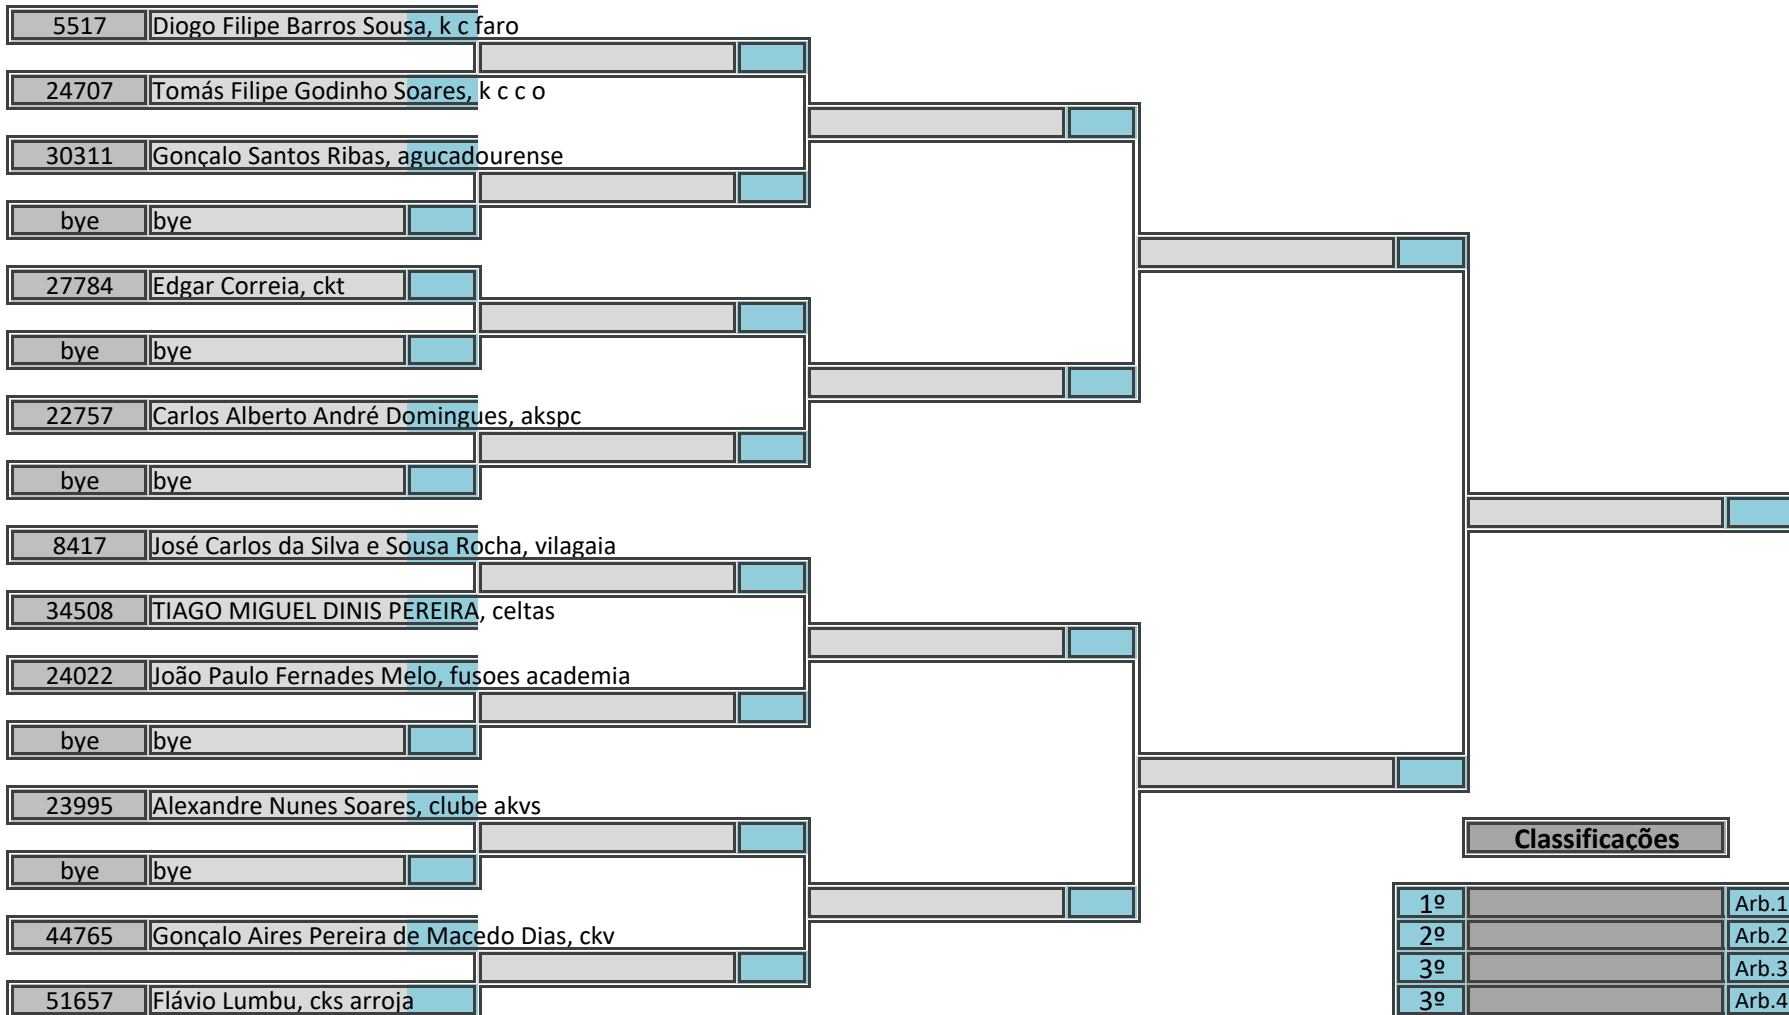 5517 Diogo Filipe Barros Sousa, k c faro
24707 Tomás Filipe Godinho Soares, k c c o
30311 Gonçalo Santos Ribas, agucadourense
bye bye
27784 Edgar Correia, ckt
bye bye
22757 Carlos Alberto André Domingues, akspc
bye bye
8417 José Carlos da Silva e Sousa Rocha, vilagaia
34508 TIAGO MIGUEL DINIS PEREIRA, celtas
24022 João Paulo Fernades Melo, fusoes academia
bye bye
23995 Alexandre Nunes Soares, clube akvs
bye bye
44765 Gonçalo Aires Pereira de Macedo Dias, ckv
51657 Flávio Lumbu, cks arroja
Classificações
1º Arb.1
2º Arb.2
3º Arb.3
3º Arb.4